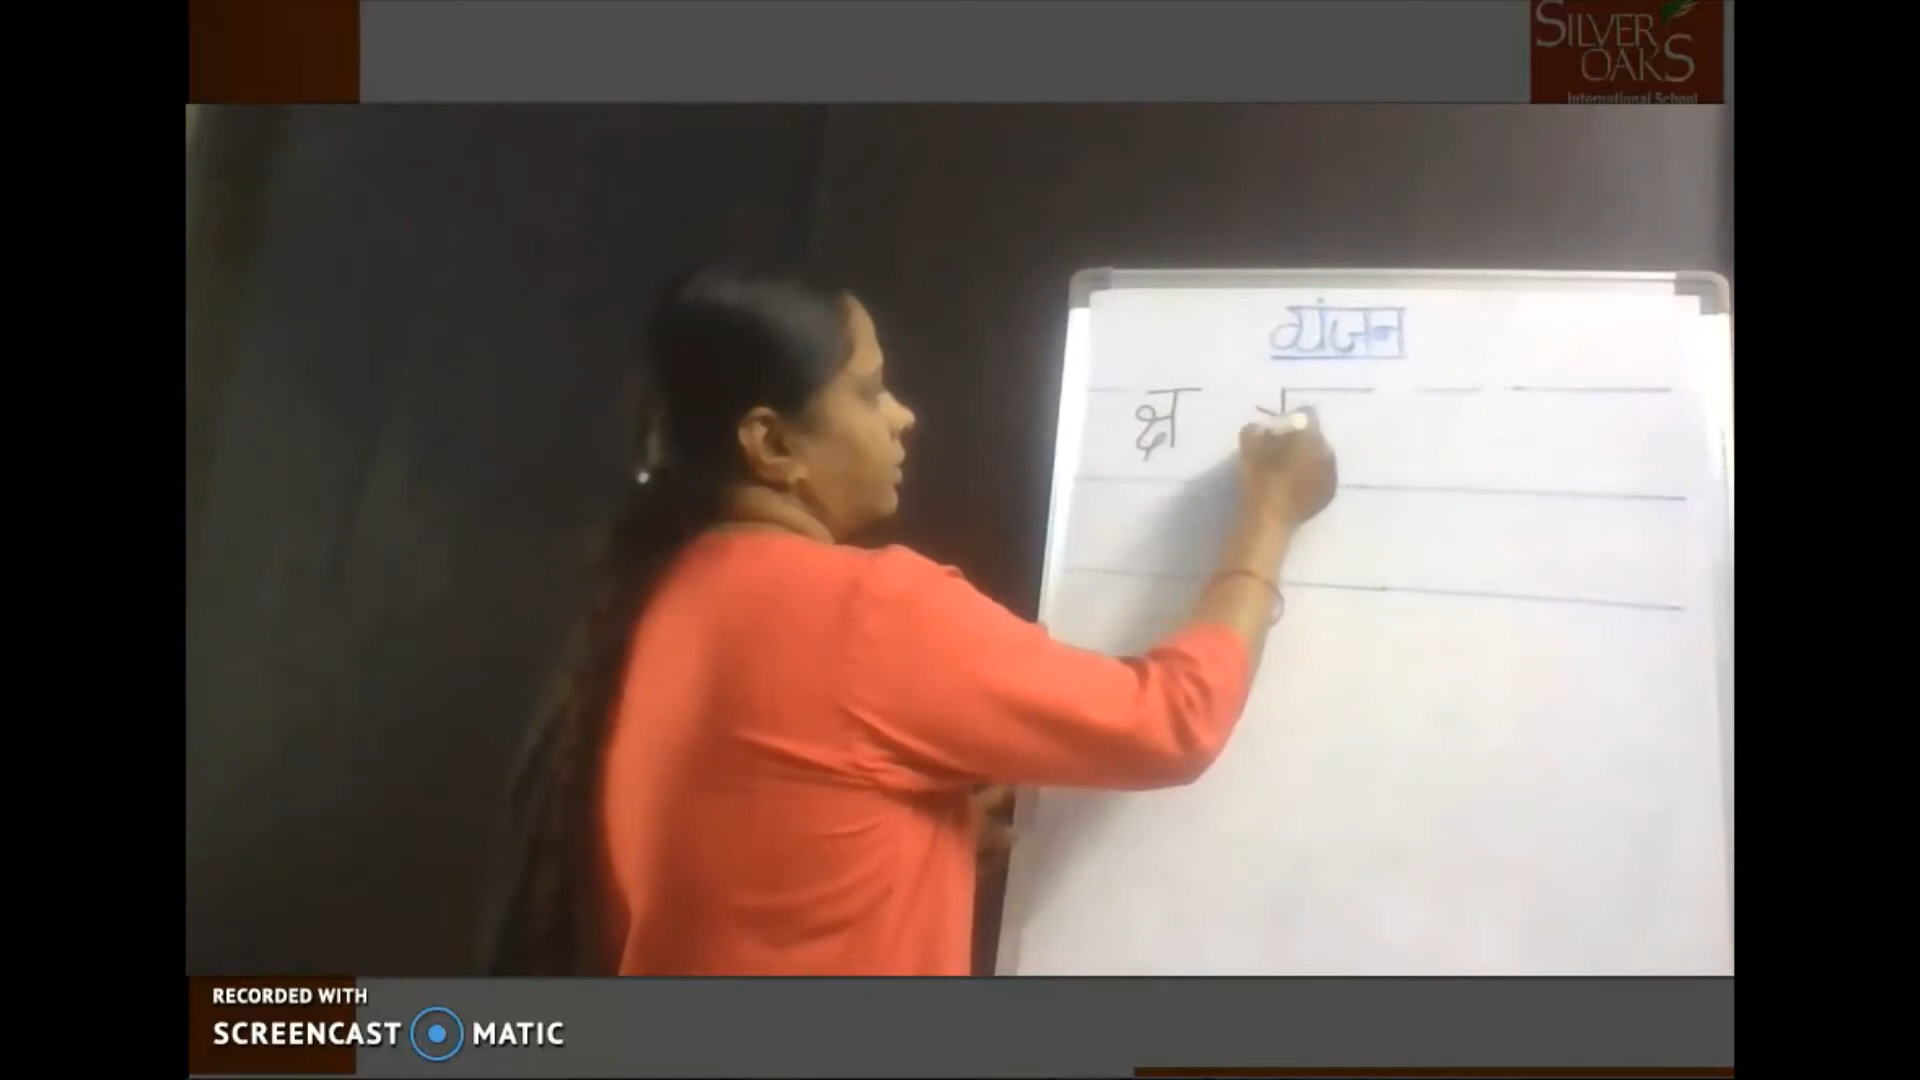 SILVER
OAKS
International School
व्यंजन
क्ष
RECORDED WITH
SCREENCAST MATIC